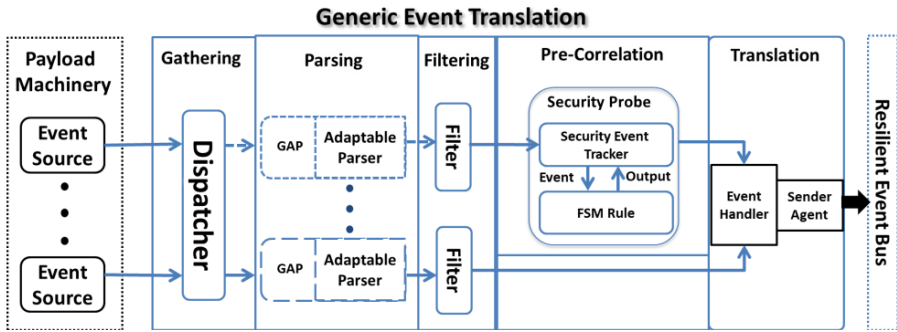 Generic Event Translation
Payload
Machinery
Event
Source
Event
Source
Gathering
Dispatcher
Parsing
GAP
Adaptable
Parser
GAP
Adaptable
Parser
Filtering
Filter
Filter
Pre-Correlation
Security Probe
Security Event
Tracker
Event
Output
FSM Rule
Translation
Event
Handler
Sender
Agent
Resilient Event Bus